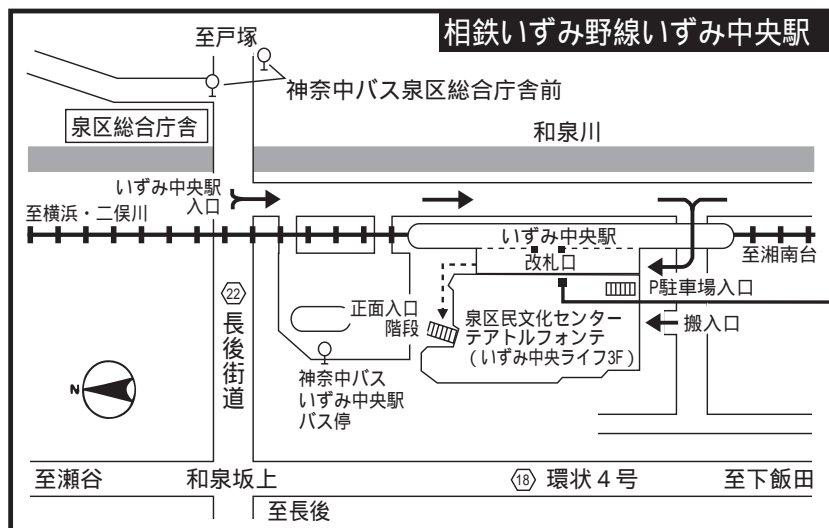 相鉄いずみ野線いずみ中央駅
至戸塚
神奈中バス泉区総合庁舎前
泉区総合庁舎
和泉川
いずみ中央駅
入口
至横浜・二俣川
いずみ中央駅
至湘南台
改札口
P駐車場入口
22
長後街道
正面入口
階段
泉区民文化センター
テアトルフォンテ
(いずみ中央ライフ3F)
搬入口
神奈中バス
いずみ中央駅
バス停
N
至瀬谷
和泉坂上
18 環状4号
至下飯田
至長後